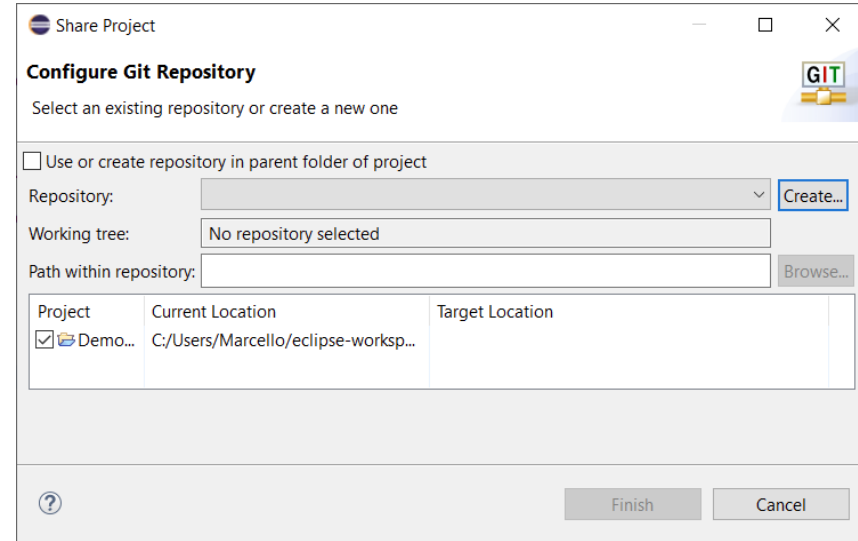 Share Project
Configure Git Repository
GIT
Select an existing repository or create a new one
Use or create repository in parent folder of project
Repository: Create...
Working tree: No repository selected
Path within repository: Browse...
Project Current Location Target Location
Demo... C:/Users/Marcello/eclipse-worksp...
? Finish Cancel